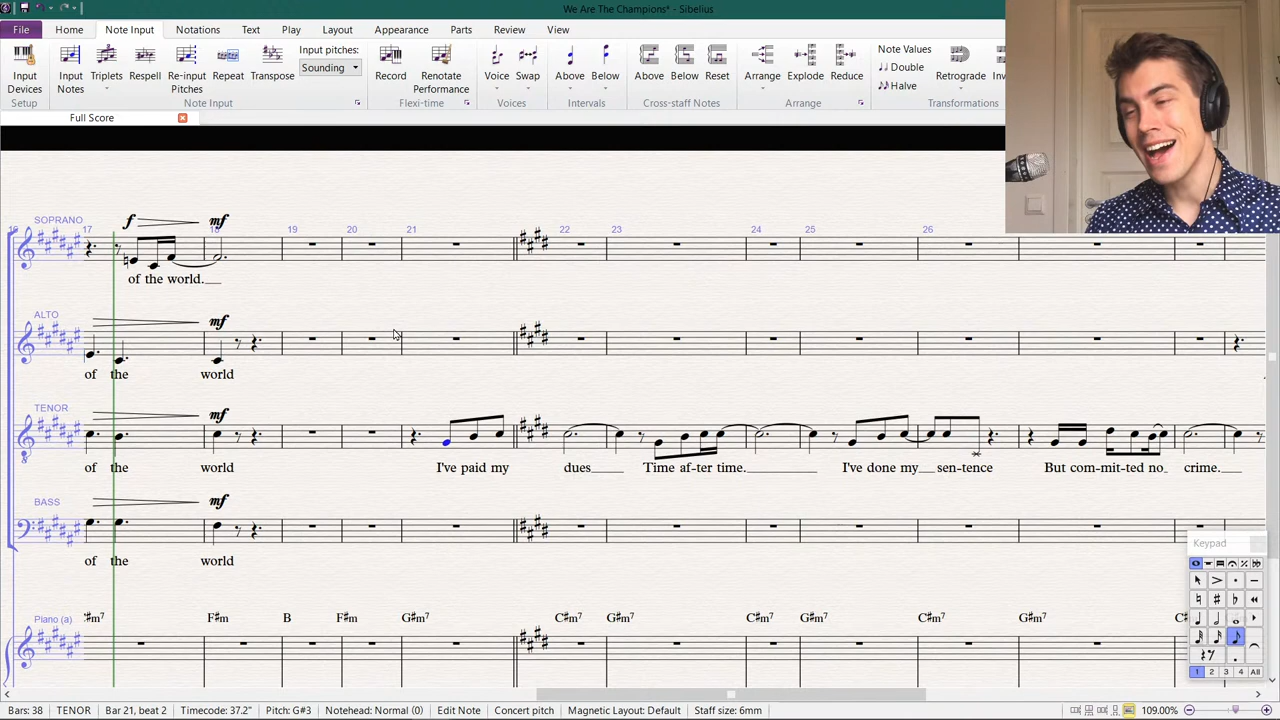 We Are The Champions* - Sibelius
File Home Note Input Notations Text Play Layout Appearance Parts Review View
Input Devices
Input Notes
Triplets
Respell
Re-input Pitches
Repeat
Transpose
Input pitches:
Sounding
Record
Renotate Performance
Voice
Swap
Above
Below
Above
Below
Reset
Arrange
Explode
Reduce
Note Values
Double
Halve
Retrograde
Setup Note Input Flexi-time Voices Intervals Cross-staff Notes Arrange Transformations
Full Score
SOPRANO
f mf
16 17 18 19 20 21 22 23 24 25 26
of the world.
ALTO
mf
of the world
TENOR
mf
of the world I've paid my dues Time af-ter time. I've done my sen-tence But com-mit-ted no crime.
BASS
mf
of the world
Keypad
Piano (a)
♯m7 F♯m B F♯m G♯m7 C♯m7 G♯m7 C♯m7 G♯m7 C♯m7 G♯m7
1 2 3 4 All
Bars: 38 TENOR Bar 21, beat 2 Timecode: 37.2" Pitch: G#3 Notehead: Normal (0) Edit Note Concert pitch Magnetic Layout: Default Staff size: 6mm 109.00%